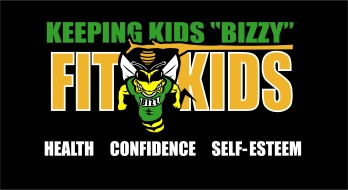 KEEPING KIDS "BIZZY"
FIT KIDS
HEALTH CONFIDENCE SELF-ESTEEM